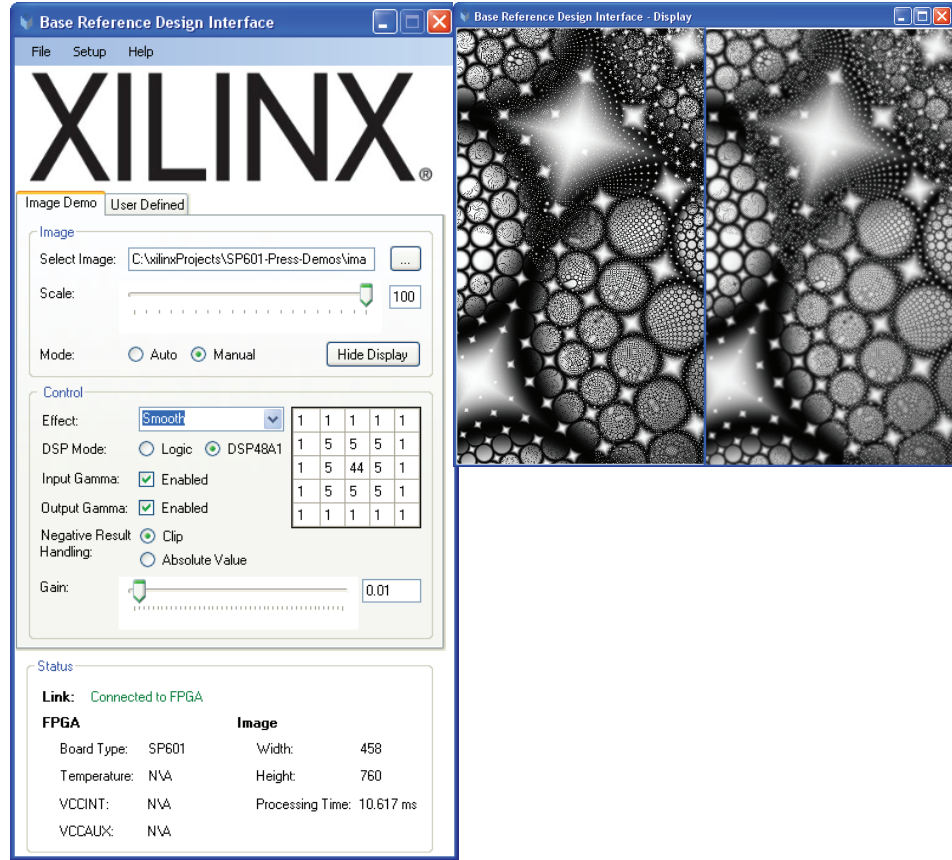 Base Reference Design Interface
File Setup Help
XILINX®
Image Demo User Defined
Image
Select Image: C:\xilinxProjects\SP601-Press-Demos\ima ...
Scale: 100
Mode: Auto Manual Hide Display
Control
Effect: Smooth
DSP Mode: Logic DSP48A1
Input Gamma: Enabled
Output Gamma: Enabled
Negative Result Handling: Clip
Absolute Value
1 1 1 1 1
1 5 5 5 1
1 5 44 5 1
1 5 5 5 1
1 1 1 1 1
Gain: 0.01
Status
Link: Connected to FPGA
FPGA Image
Board Type: SP601 Width: 458
Temperature: N\A Height: 760
VCCINT: N\A Processing Time: 10.617 ms
VCCAUX: N\A
Base Reference Design Interface - Display